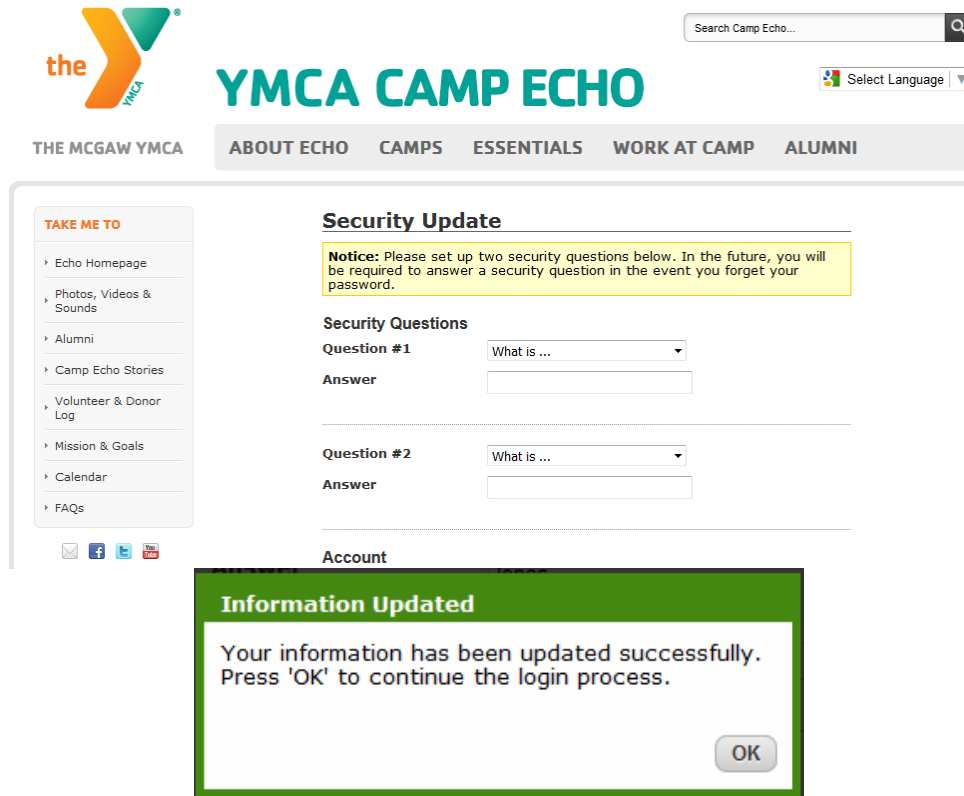 the
YMCA
®
Search Camp Echo...
YMCA CAMP ECHO
Select Language
THE MCGAW YMCA
ABOUT ECHO CAMPS ESSENTIALS WORK AT CAMP ALUMNI
TAKE ME TO
Echo Homepage
Photos, Videos &
Sounds
Alumni
Camp Echo Stories
Volunteer & Donor
Log
Mission & Goals
Calendar
FAQs
You
Tube
Security Update
Notice: Please set up two security questions below. In the future, you will
be required to answer a security question in the event you forget your
password.
Security Questions
Question #1 What is ...
Answer
Question #2 What is ...
Answer
Account
Information Updated
Your information has been updated successfully.
Press 'OK' to continue the login process.
OK